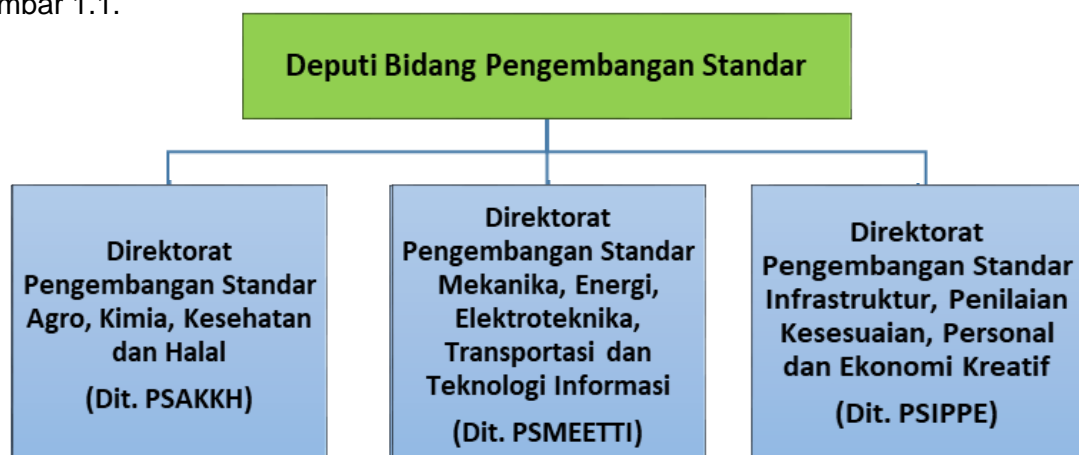 mbar 1.1.
Deputi Bidang Pengembangan Standar
Direktorat
Pengembangan Standar
Agro, Kimia, Kesehatan
dan Halal
(Dit. PSAKKH)
Direktorat
Pengembangan Standar
Mekanika, Energi,
Elektroteknika,
Transportasi dan
Teknologi Informasi
(Dit. PSMEETTI)
Direktorat
Pengembangan Standar
Infrastruktur, Penilaian
Kesesuaian, Personal
dan Ekonomi Kreatif
(Dit. PSIPPE)